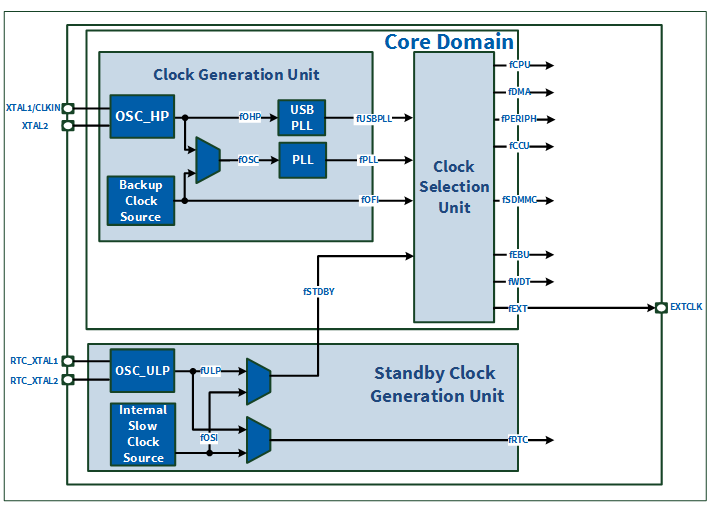 Core Domain
Clock Generation Unit
XTAL1/CLKIN
XTAL2
OSC_HP
fOHP
USB
PLL
fUSBPLL
fOSC
PLL
fPLL
Backup
Clock
Source
fOFI
Clock
Selection
Unit
fCPU
fDMA
fPERIPH
fCCU
fSDMMC
fEBU
fWDT
fEXT
EXTCLK
fSTDBY
RTC_XTAL1
RTC_XTAL2
OSC_ULP
fULP
Internal
Slow
Clock
Source
fOSI
Standby Clock
Generation Unit
fRTC